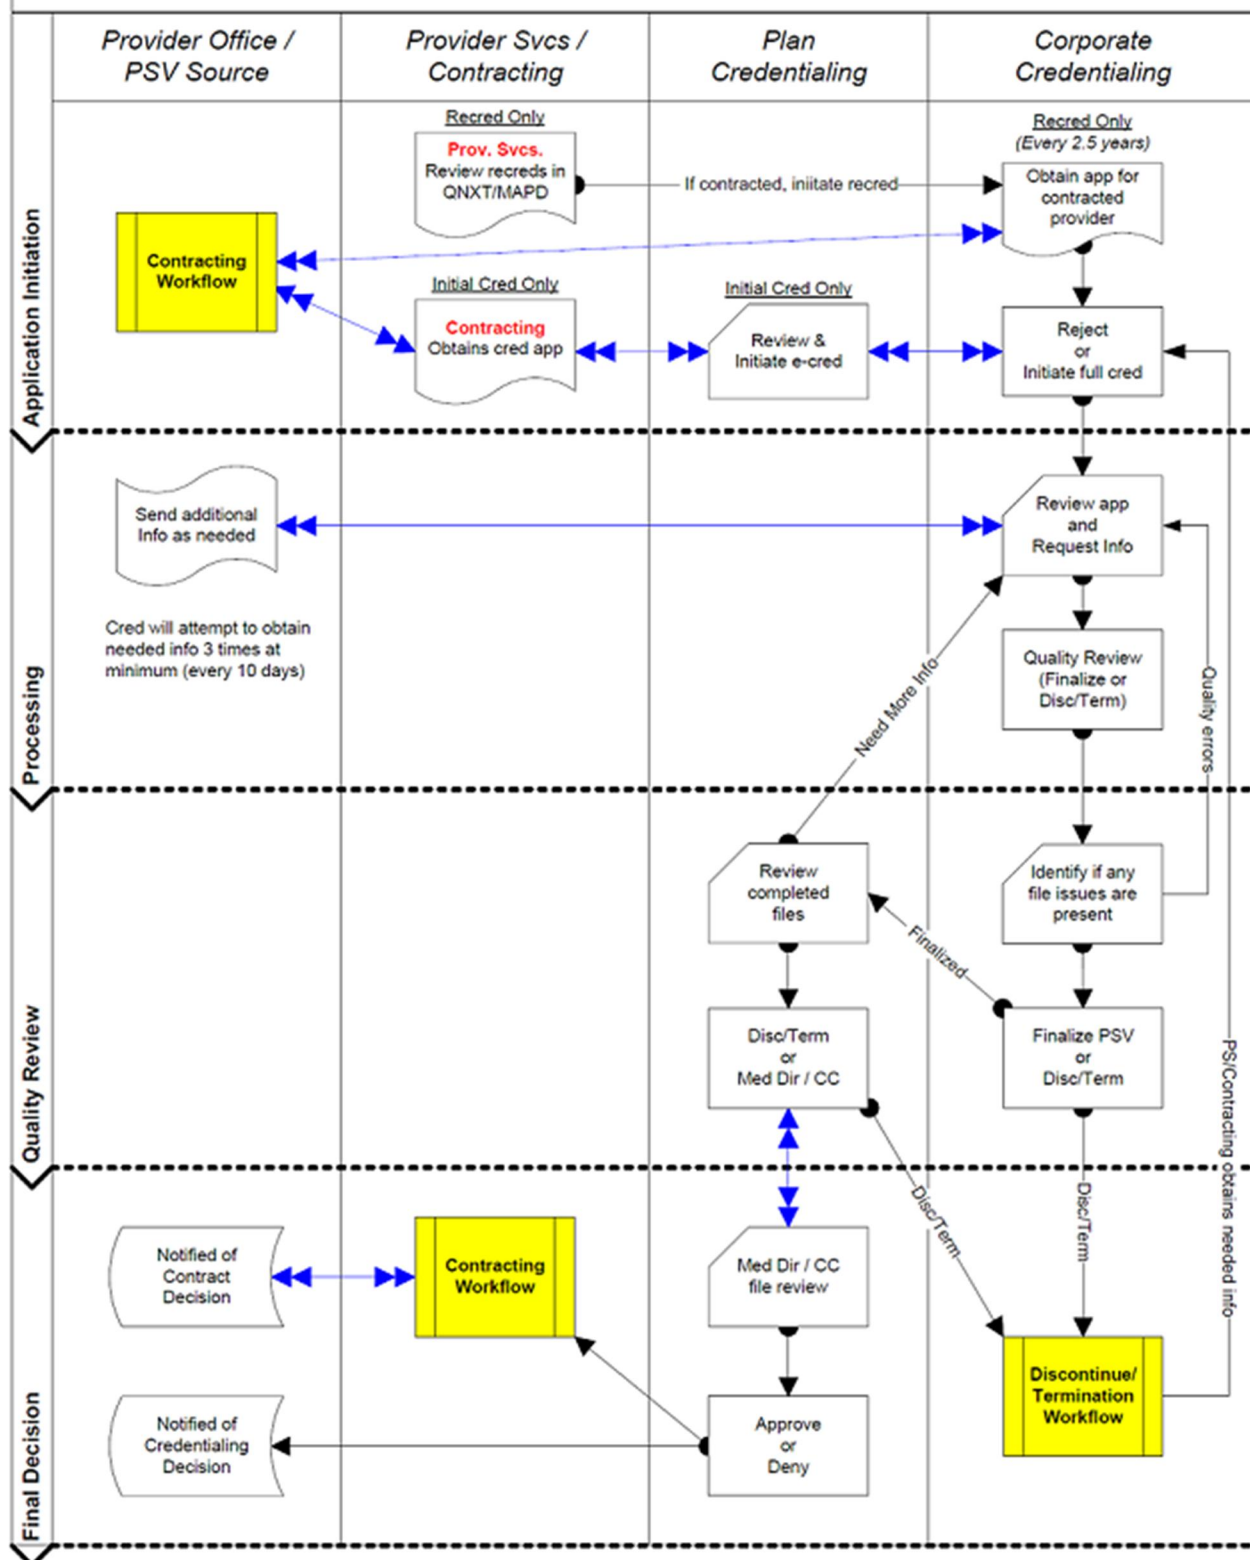 Provider Office /
PSV Source
Provider Svcs /
Contracting
Plan
Credentialing
Corporate
Credentialing
Application Initiation
Recred Only
Prov. Svcs.
Review recreds in
QNXT/MAPD
If contracted, iniitate recred
Recred Only
(Every 2.5 years)
Obtain app for
contracted
provider
Contracting
Workflow
Initial Cred Only
Contracting
Obtains cred app
Initial Cred Only
Review &
Initiate e-cred
Reject
or
Initiate full cred
Processing
Send additional
Info as needed
Cred will attempt to obtain
needed info 3 times at
minimum (every 10 days)
Review app
and
Request Info
Quality Review
(Finalize or
Disc/Term)
Need More Info
Quality errors
Quality Review
Review
completed
files
Identify if any
file issues are
present
Finalized
Disc/Term
or
Med Dir / CC
Finalize PSV
or
Disc/Term
PS/Contracting obtains needed info
Final Decision
Disc/Term
Disc/Term
Notified of
Contract
Decision
Contracting
Workflow
Med Dir / CC
file review
Notified of
Credentialing
Decision
Approve
or
Deny
Discontinue/
Termination
Workflow